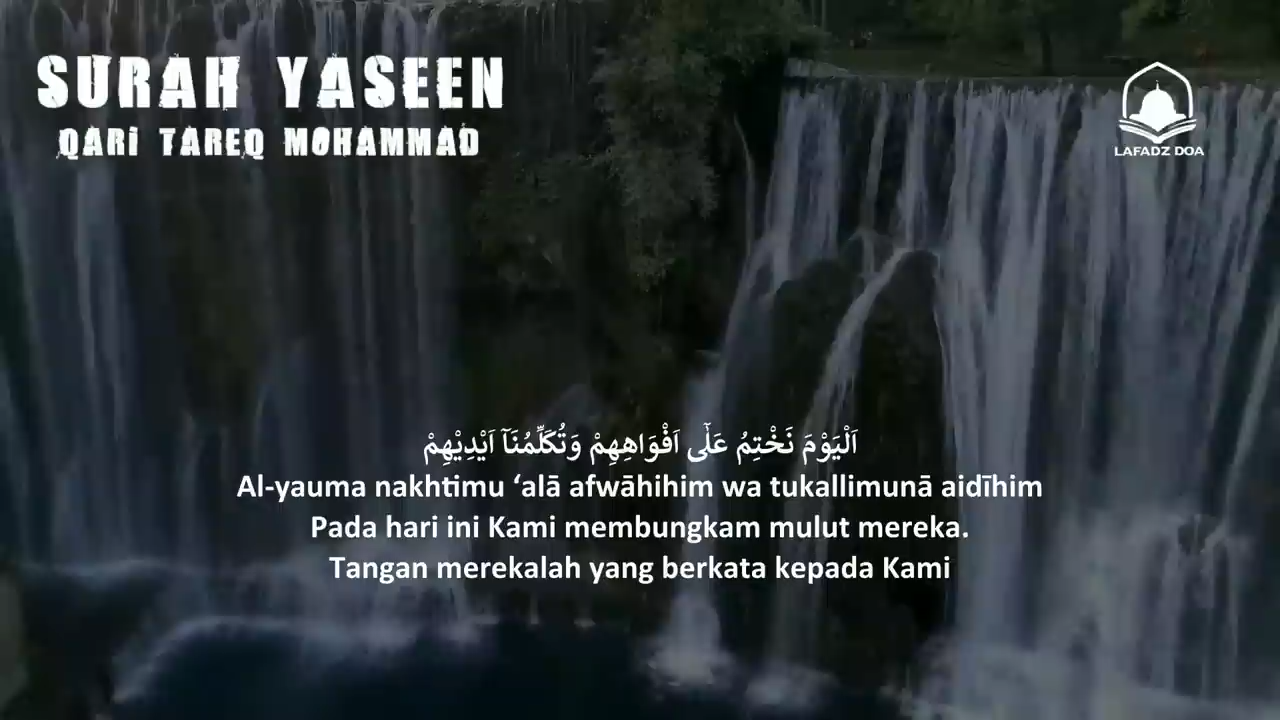 SURAH YASEEN
QARI TAREQ MOHAMMAD
LAFADZ DOA
اَلْيَوْمَ نَخْتِمُ عَلٰٓى اَفْوَاهِهِمْ وَتُكَلِّمُنَآ اَيْدِيْهِمْ
Al-yauma nakhtimu ‘alā afwāhihim wa tukallimunā aidīhim
Pada hari ini Kami membungkam mulut mereka.
Tangan merekalah yang berkata kepada Kami